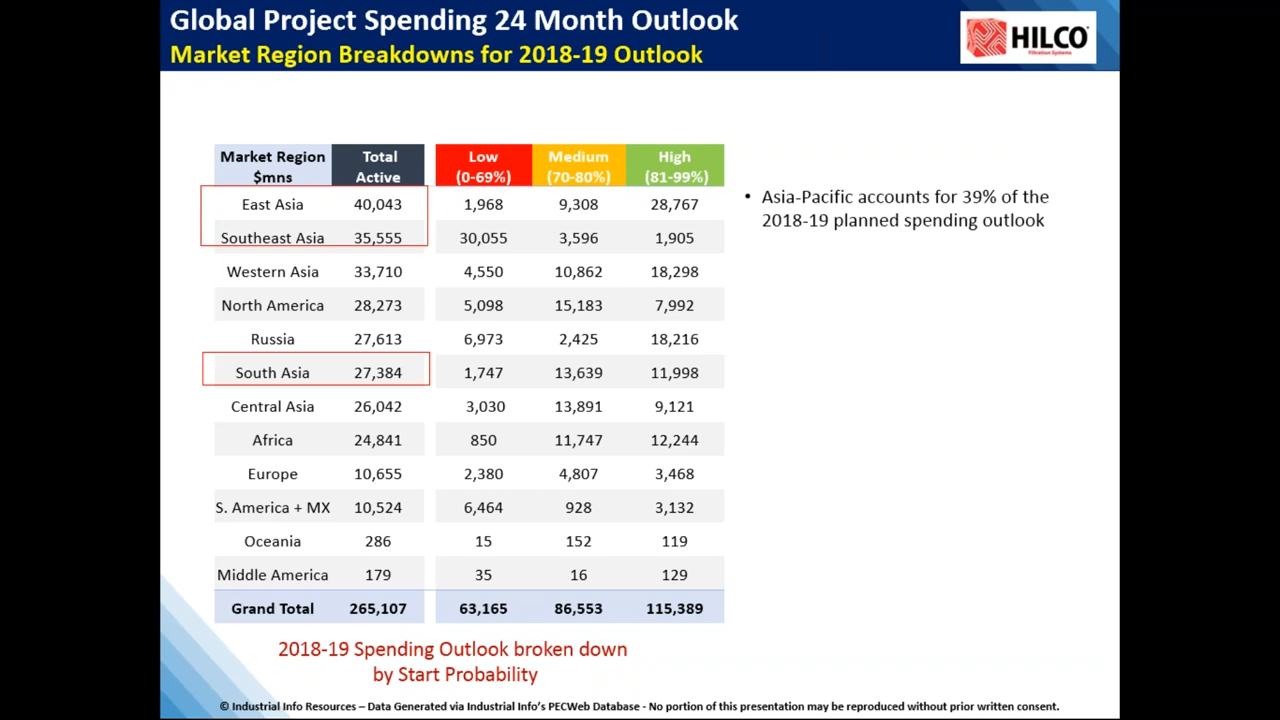 Global Project Spending 24 Month Outlook
Market Region Breakdowns for 2018-19 Outlook
HILCO
Filtration Systems
Market Region $mns Total Active Low (0-69%) Medium (70-80%) High (81-99%)
East Asia 40,043 1,968 9,308 28,767
Southeast Asia 35,555 30,055 3,596 1,905
Western Asia 33,710 4,550 10,862 18,298
North America 28,273 5,098 15,183 7,992
Russia 27,613 6,973 2,425 18,216
South Asia 27,384 1,747 13,639 11,998
Central Asia 26,042 3,030 13,891 9,121
Africa 24,841 850 11,747 12,244
Europe 10,655 2,380 4,807 3,468
S. America + MX 10,524 6,464 928 3,132
Oceania 286 15 152 119
Middle America 179 35 16 129
Grand Total 265,107 63,165 86,553 115,389
• Asia-Pacific accounts for 39% of the
2018-19 planned spending outlook
2018-19 Spending Outlook broken down
by Start Probability
© Industrial Info Resources – Data Generated via Industrial Info's PECWeb Database - No portion of this presentation may be reproduced without prior written consent.